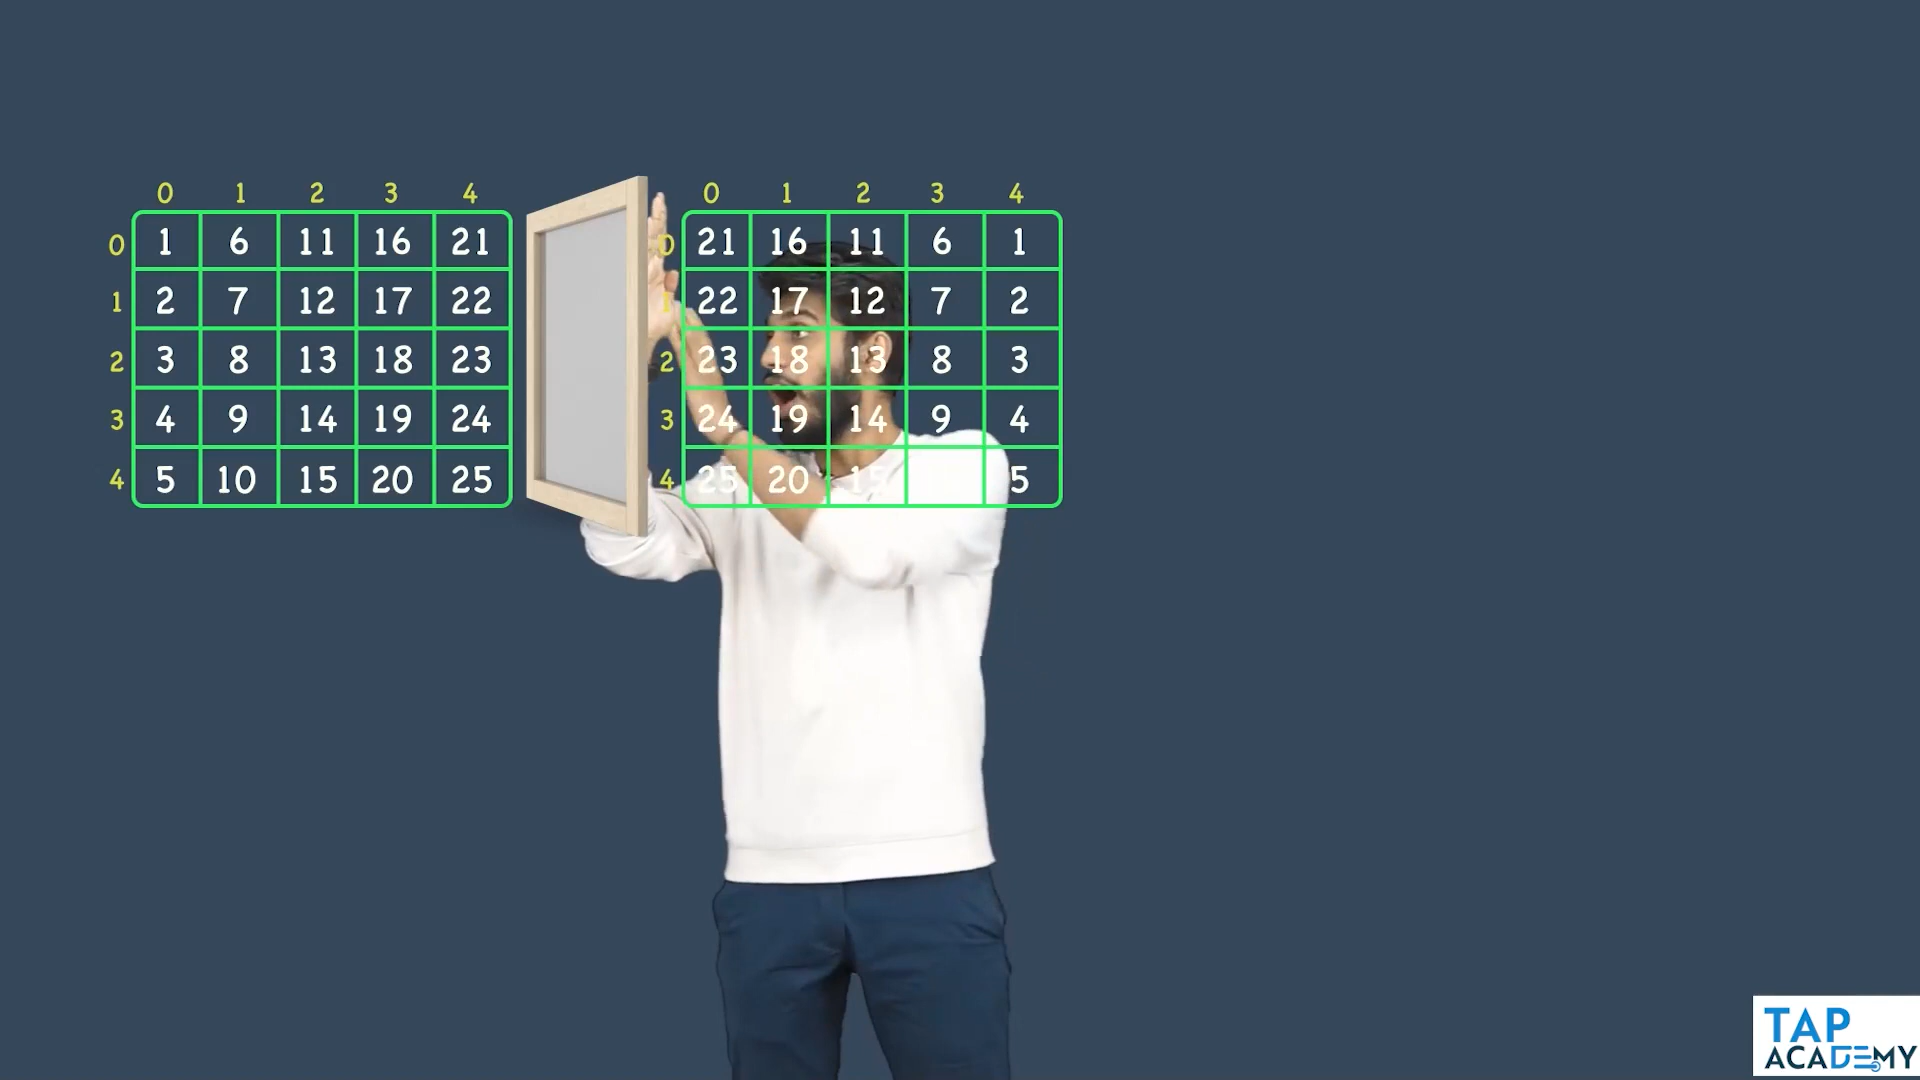 0 1 2 3 4
0 1 6 11 16 21
1 2 7 12 17 22
2 3 8 13 18 23
3 4 9 14 19 24
4 5 10 15 20 25
0 1 2 3 4
0 21 16 11 6 1
1 22 17 12 7 2
2 23 18 13 8 3
3 24 19 14 9 4
4 25 20 15 5
TAP
ACADEMY